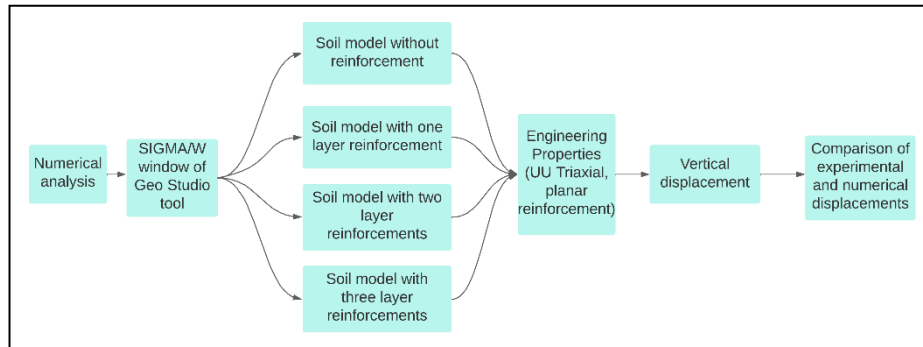 Numerical
analysis
SIGMA/W
window of
Geo Studio
tool
Soil model without
reinforcement
Soil model with one
layer reinforcement
Soil model with two
layer
reinforcements
Soil model with
three layer
reinforcements
Engineering
Properties
(UU Triaxial,
planar
reinforcement)
Vertical
displacement
Comparison of
experimental
and numerical
displacements